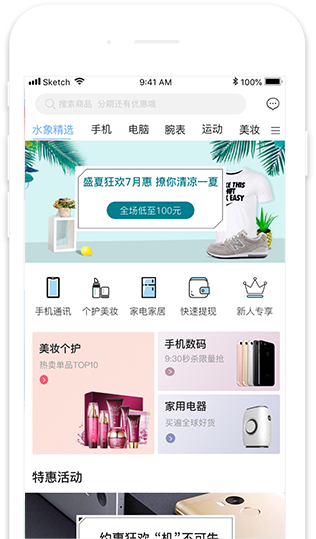 Sketch
9:41 AM
100%
搜索商品 分期还有优惠哦
水象精选 手机 电脑 腕表 运动 美妆
盛夏狂欢7月惠 撩你清凉一夏
全场低至100元
THIS
NOT
EASY
手机通讯 个护美妆 家电家居 快速提现 新人专享
美妆个护
热卖单品TOP10
手机数码
9:30秒杀限量抢
家用电器
买遍全球好货
特惠活动
约惠狂欢 “机”不可失